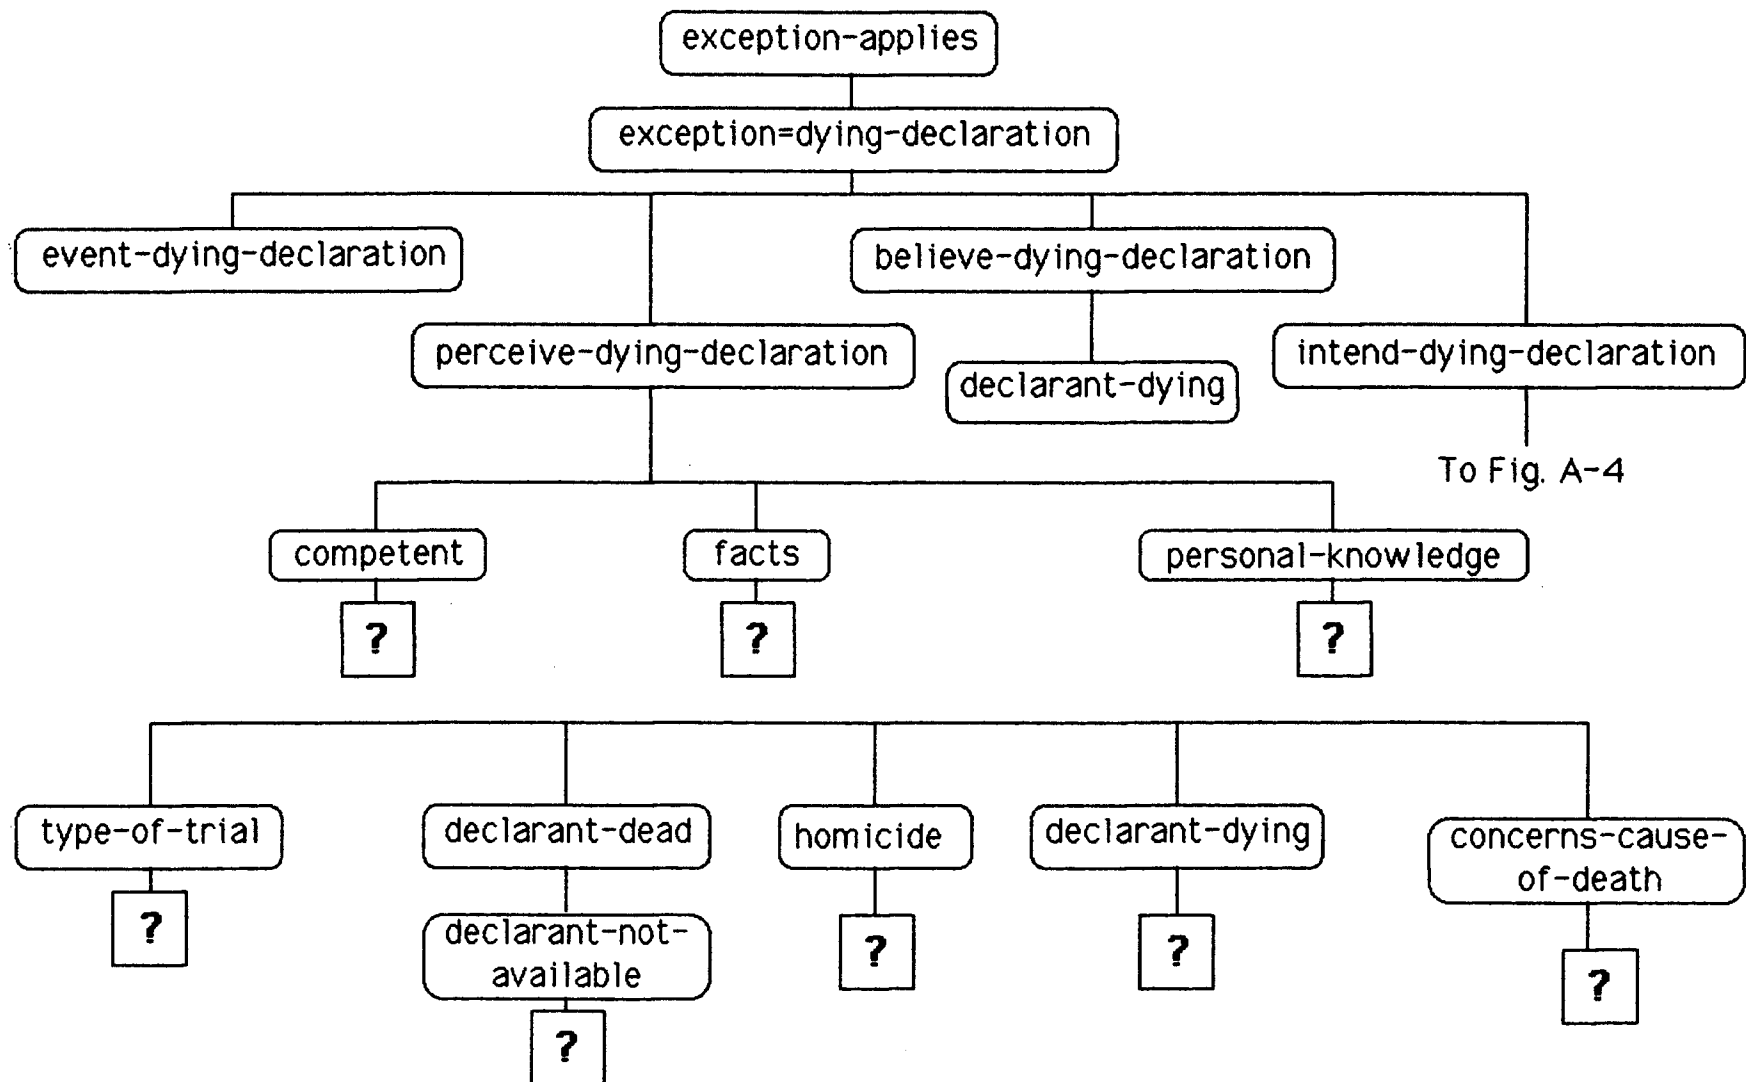 exception-applies
exception=dying-declaration
event-dying-declaration
believe-dying-declaration
perceive-dying-declaration
intend-dying-declaration
declarant-dying
To Fig. A-4
competent
facts
personal-knowledge
?
?
?
type-of-trial
declarant-dead
homicide
declarant-dying
concerns-cause-
of-death
?
declarant-not-
available
?
?
?
?